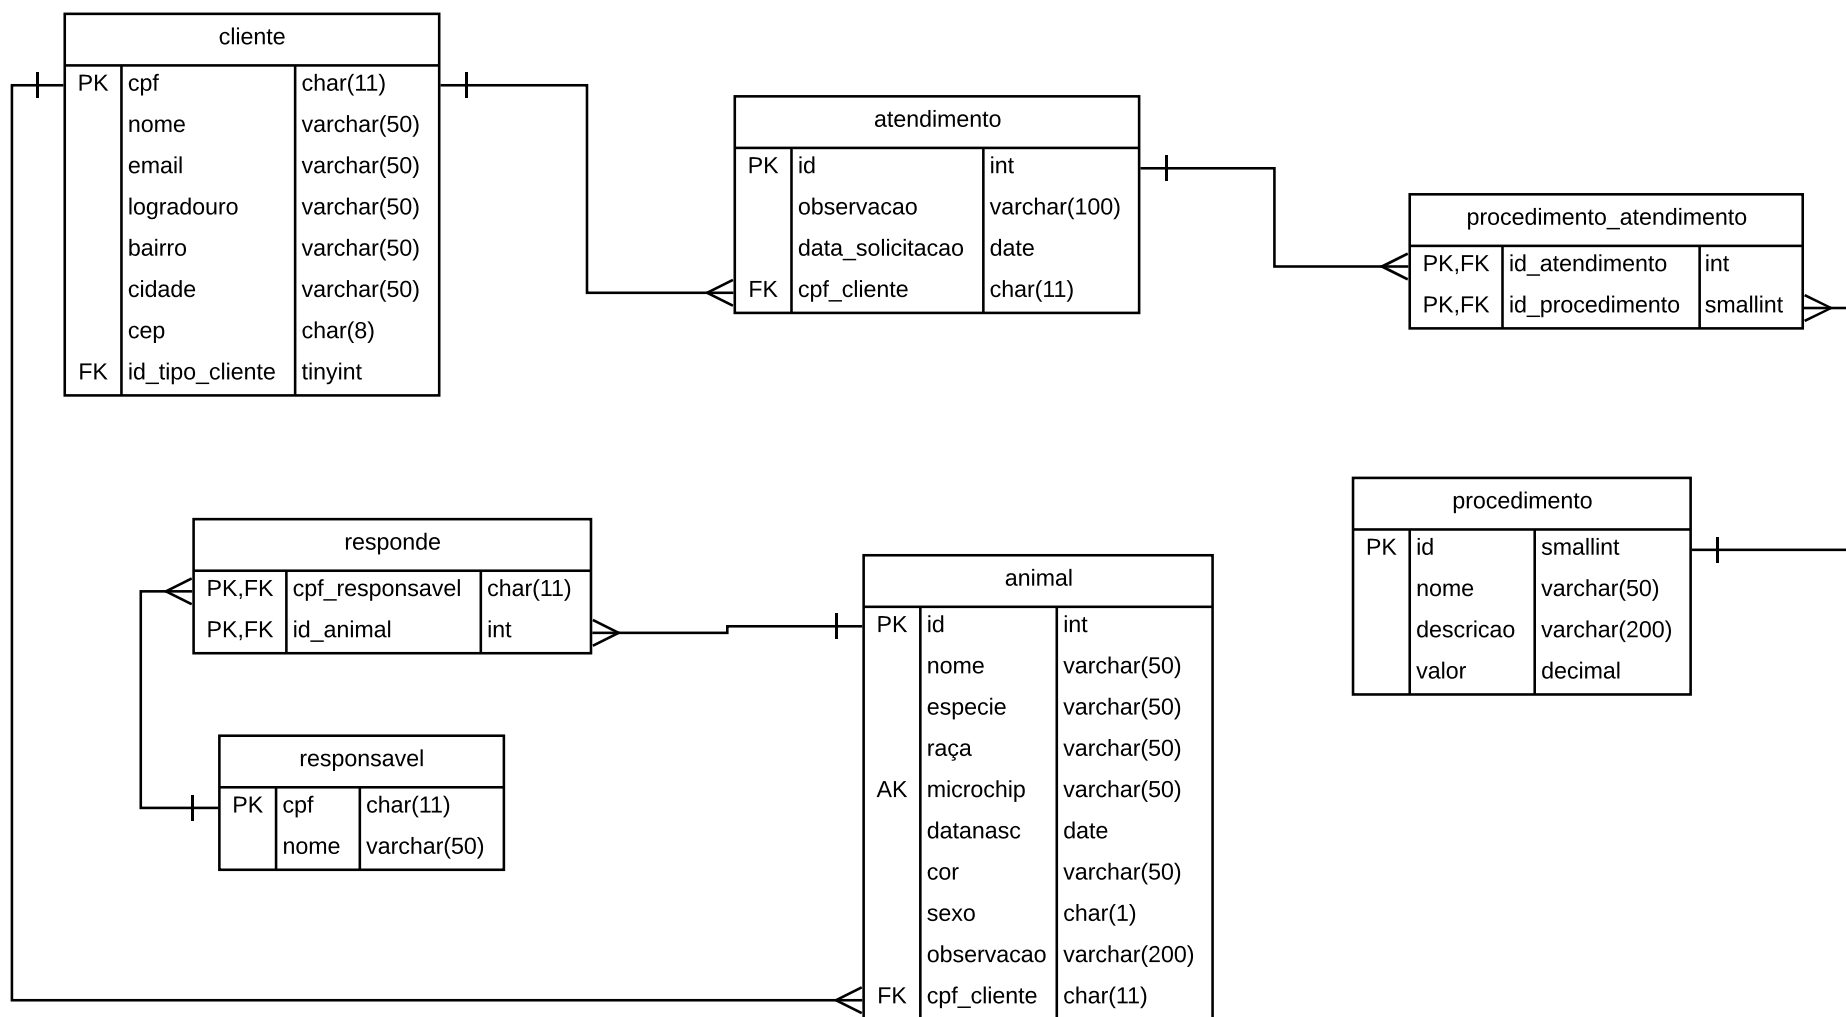 cliente
PK cpf char(11)
nome varchar(50)
email varchar(50)
logradouro varchar(50)
bairro varchar(50)
cidade varchar(50)
cep char(8)
FK id_tipo_cliente tinyint
atendimento
PK id int
observacao varchar(100)
data_solicitacao date
FK cpf_cliente char(11)
procedimento_atendimento
PK,FK id_atendimento int
PK,FK id_procedimento smallint
responde
PK,FK cpf_responsavel char(11)
PK,FK id_animal int
responsavel
PK cpf char(11)
nome varchar(50)
animal
PK id int
nome varchar(50)
especie varchar(50)
raça varchar(50)
AK microchip varchar(50)
datanasc date
cor varchar(50)
sexo char(1)
observacao varchar(200)
FK cpf_cliente char(11)
procedimento
PK id smallint
nome varchar(50)
descricao varchar(200)
valor decimal